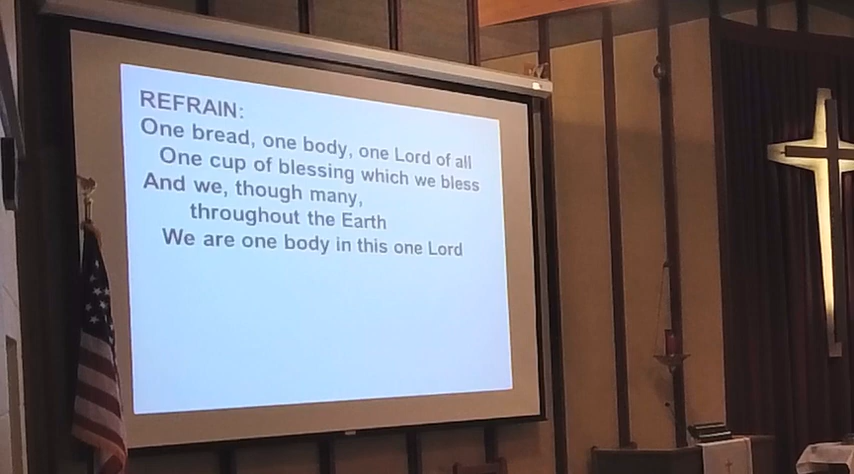 REFRAIN:
One bread, one body, one Lord of all
One cup of blessing which we bless
And we, though many,
throughout the Earth
We are one body in this one Lord